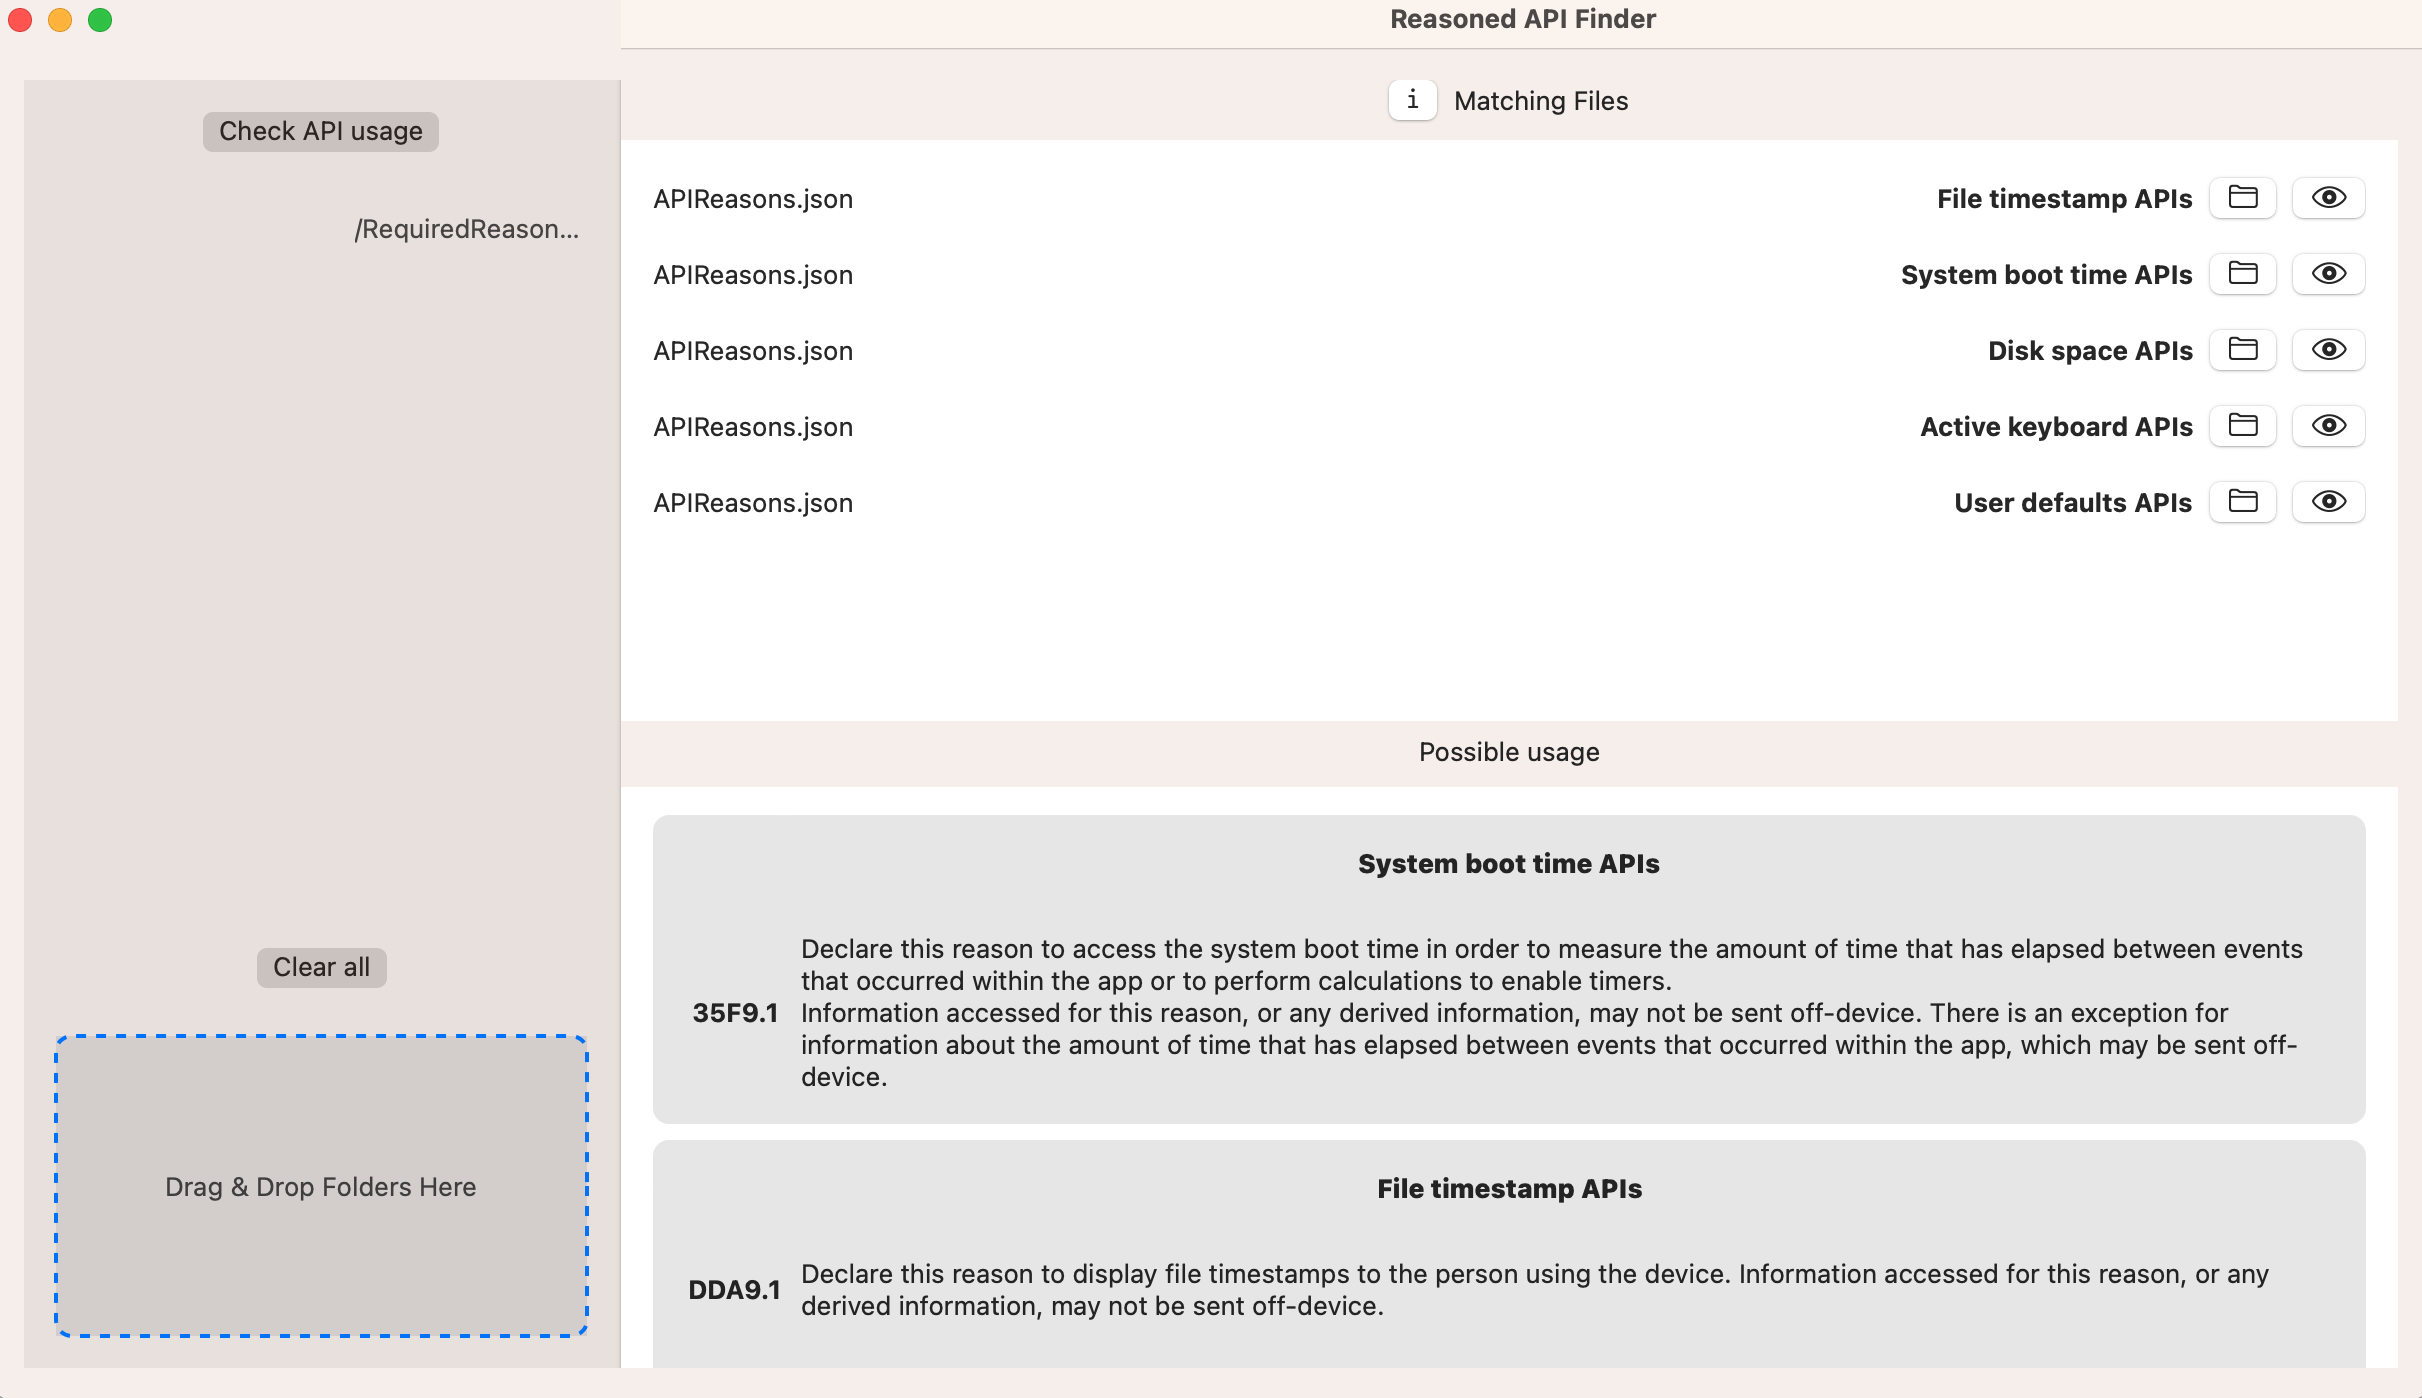 Reasoned API Finder
Check API usage
/RequiredReason...
Clear all
Drag & Drop Folders Here
i Matching Files
APIReasons.json File timestamp APIs
APIReasons.json System boot time APIs
APIReasons.json Disk space APIs
APIReasons.json Active keyboard APIs
APIReasons.json User defaults APIs
Possible usage
System boot time APIs
35F9.1
Declare this reason to access the system boot time in order to measure the amount of time that has elapsed between events
that occurred within the app or to perform calculations to enable timers.
Information accessed for this reason, or any derived information, may not be sent off-device. There is an exception for
information about the amount of time that has elapsed between events that occurred within the app, which may be sent off-
device.
File timestamp APIs
DDA9.1
Declare this reason to display file timestamps to the person using the device. Information accessed for this reason, or any
derived information, may not be sent off-device.